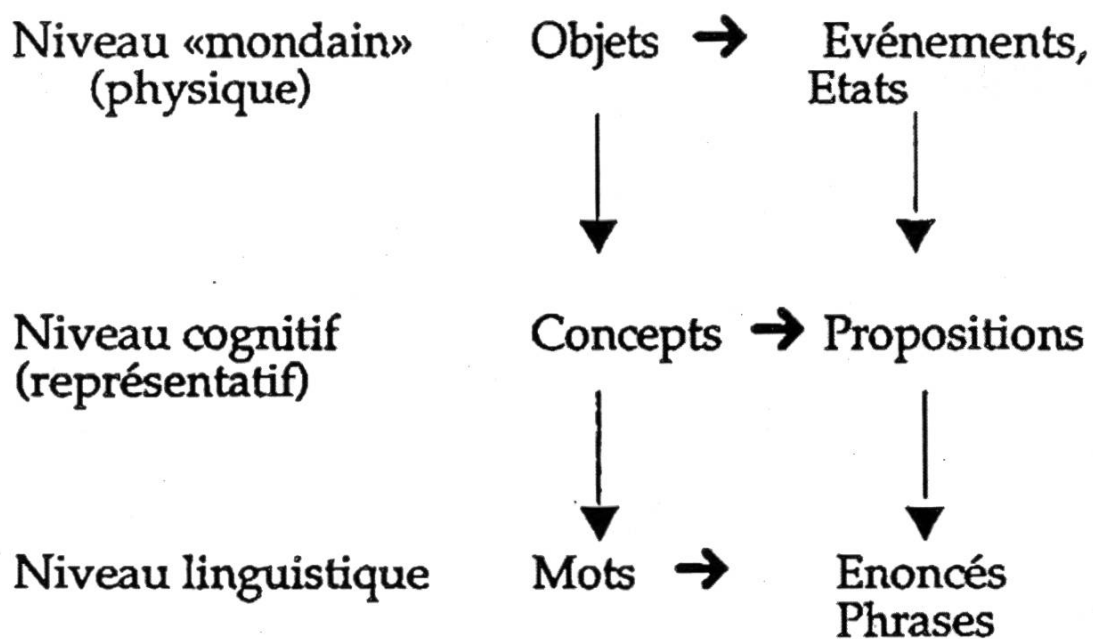 Niveau «mondain» Objets → Evénements,
(physique) Etats
Niveau cognitif Concepts → Propositions
(représentatif)
Niveau linguistique Mots → Enoncés
Phrases